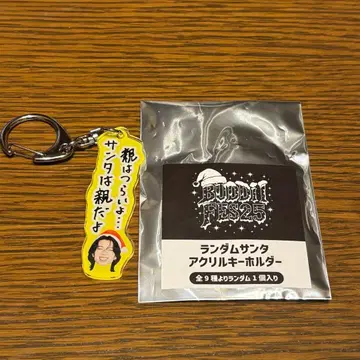 親はつらいよ…
サンタは親だよ
BUDDiiS
FES25
ランダムサンタ
アクリルキーホルダー
全9種よりランダム1個入り